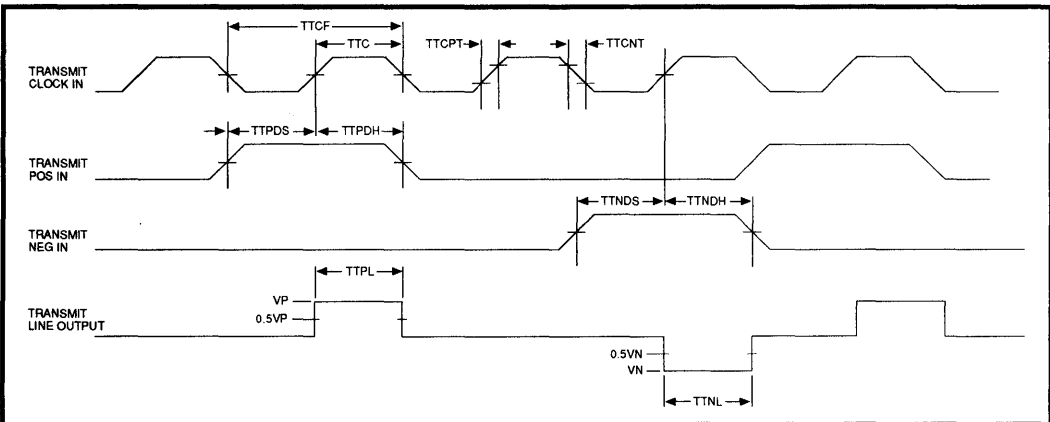 TTCF
TTC
TTCPT
TTCNT
TRANSMIT
CLOCK IN
TTPDS
TTPDH
TRANSMIT
POS IN
TTNDS
TTNDH
TRANSMIT
NEG IN
TTPL
VP
0.5VP
TRANSMIT
LINE OUTPUT
0.5VN
VN
TTNL